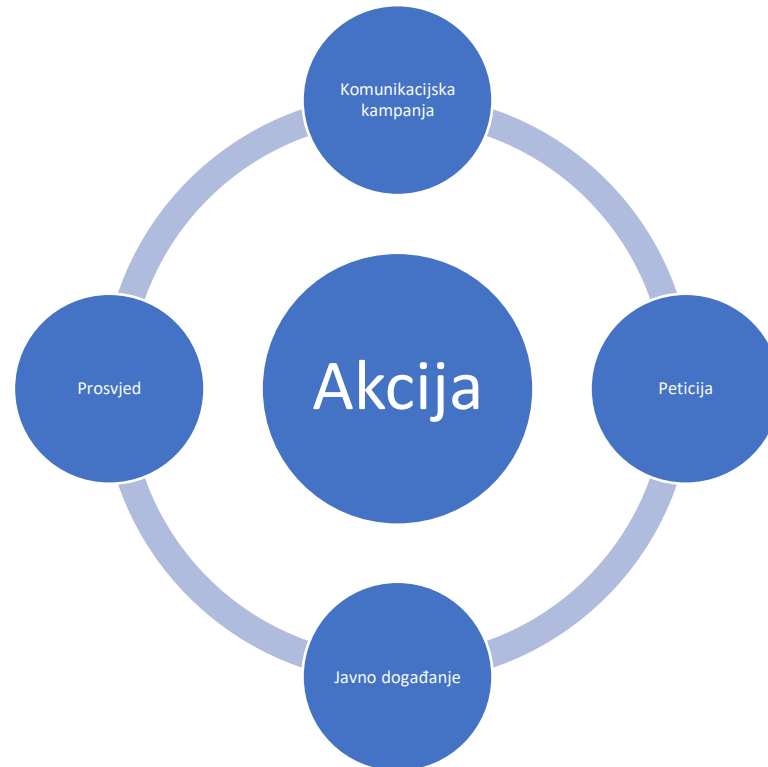 Komunikacijska
kampanja
Prosvjed
Akcija
Peticija
Javno događanje